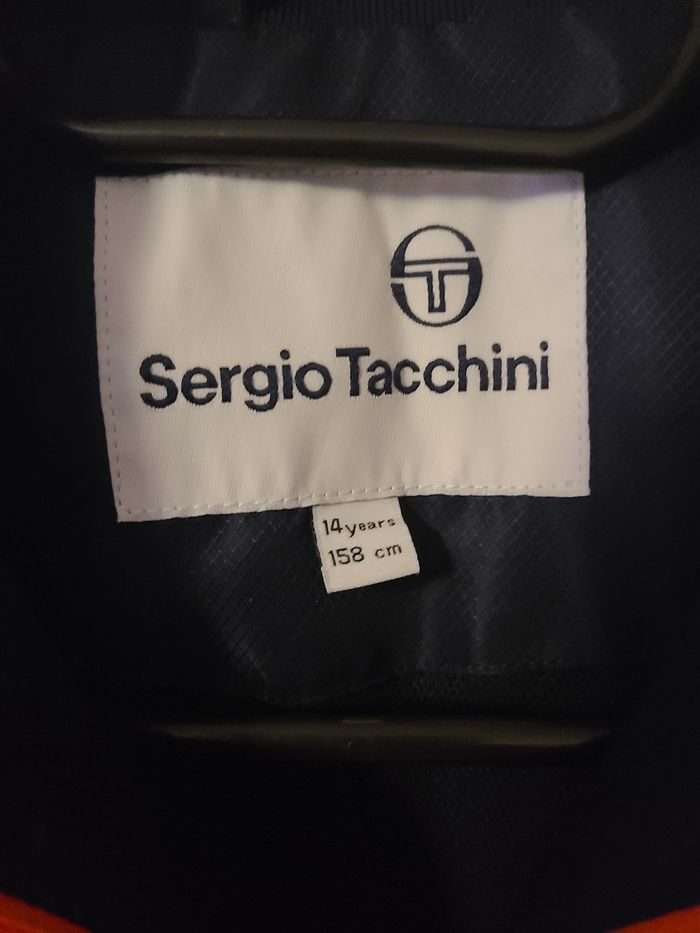 Sergio Tacchini
14 years
158 cm